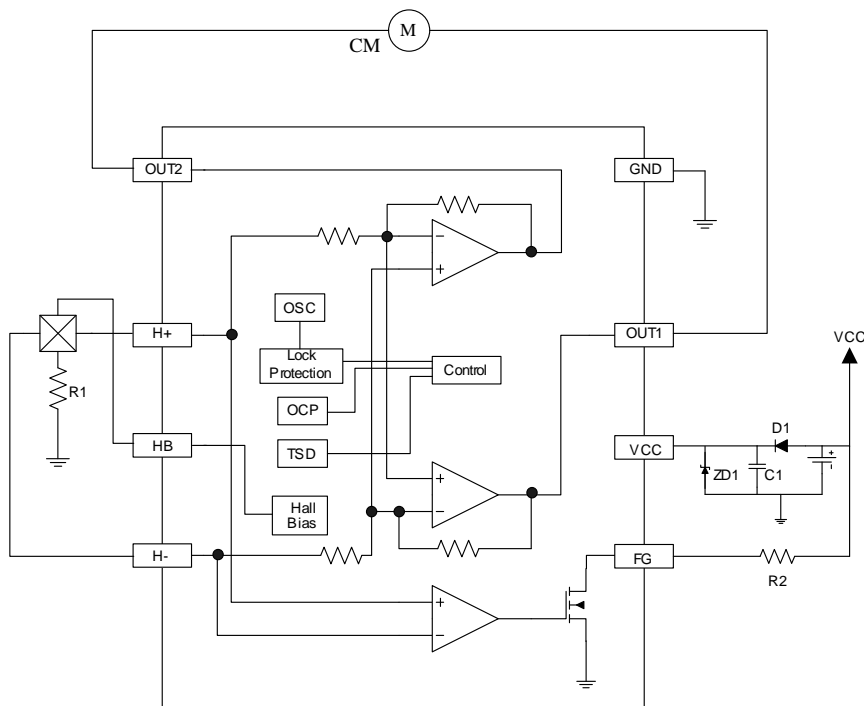 M
CM
OUT2
GND
−
+
OSC
H+
OUT1
VCC
Lock
Protection
Control
R1
OCP
D1
HB
TSD
VCC
+
-
ZD1
C1
+
−
Hall
Bias
H-
FG
R2
+
−